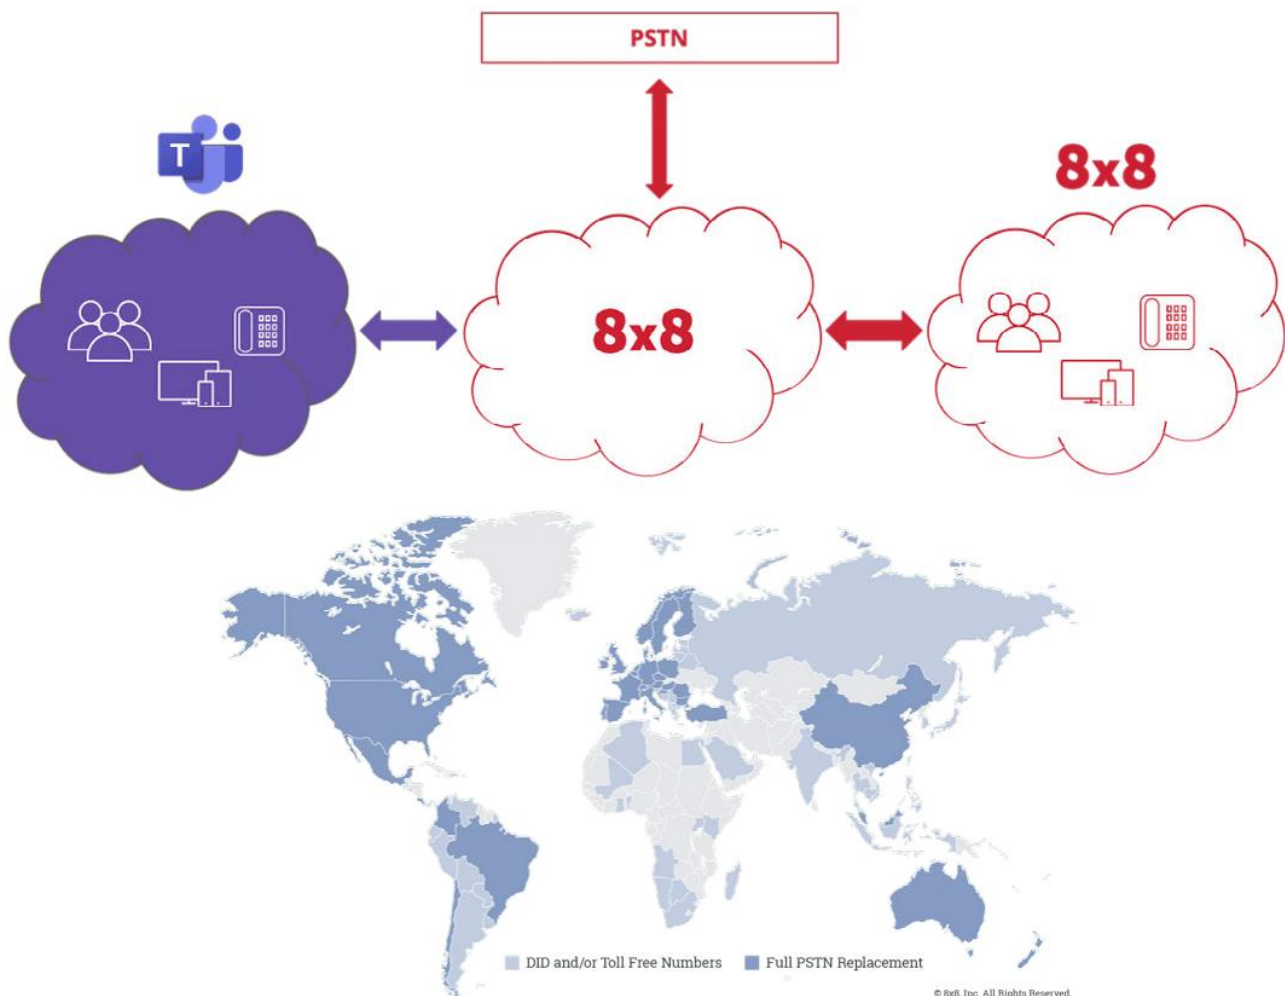 PSTN
T
8x8
8x8
DID and/or Toll Free Numbers
Full PSTN Replacement
© 8x8, Inc. All Rights Reserved.